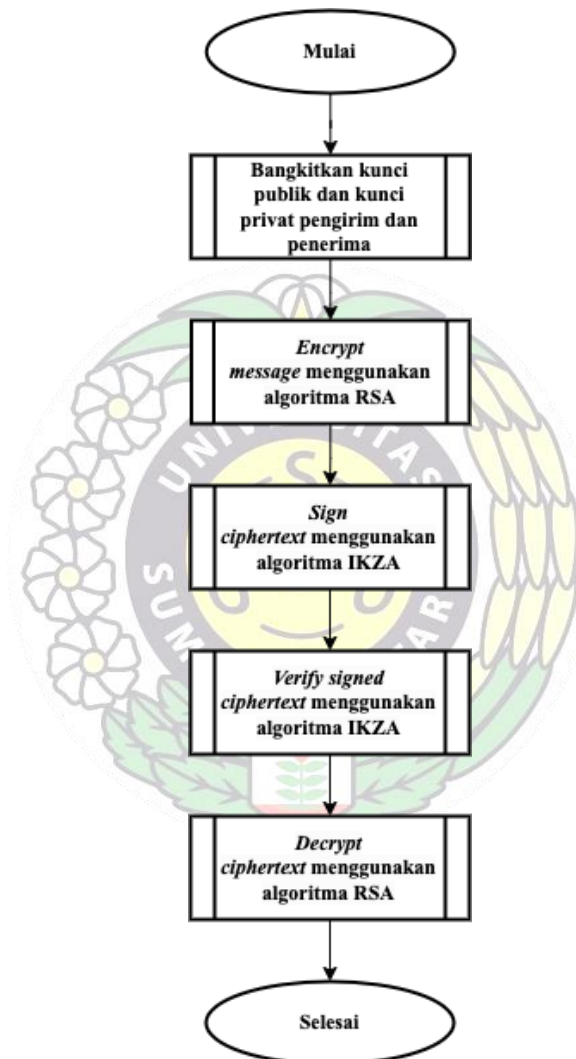 Mulai
Bangkitkan kunci
publik dan kunci
privat pengirim dan
penerima
Encrypt
message menggunakan
algoritma RSA
Sign
ciphertext menggunakan
algoritma IKZA
Verify signed
ciphertext menggunakan
algoritma IKZA
Decrypt
ciphertext menggunakan
algoritma RSA
Selesai